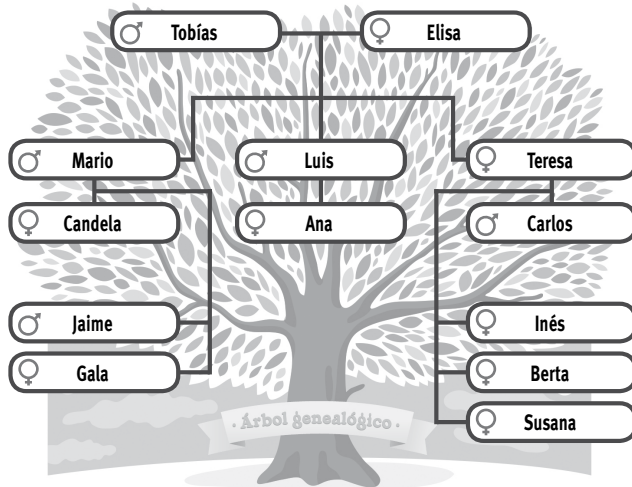 Tobías Elisa
Mario Luis Teresa
Candela Ana Carlos
Jaime Inés
Gala Berta
Susana
· Árbol genealógico ·